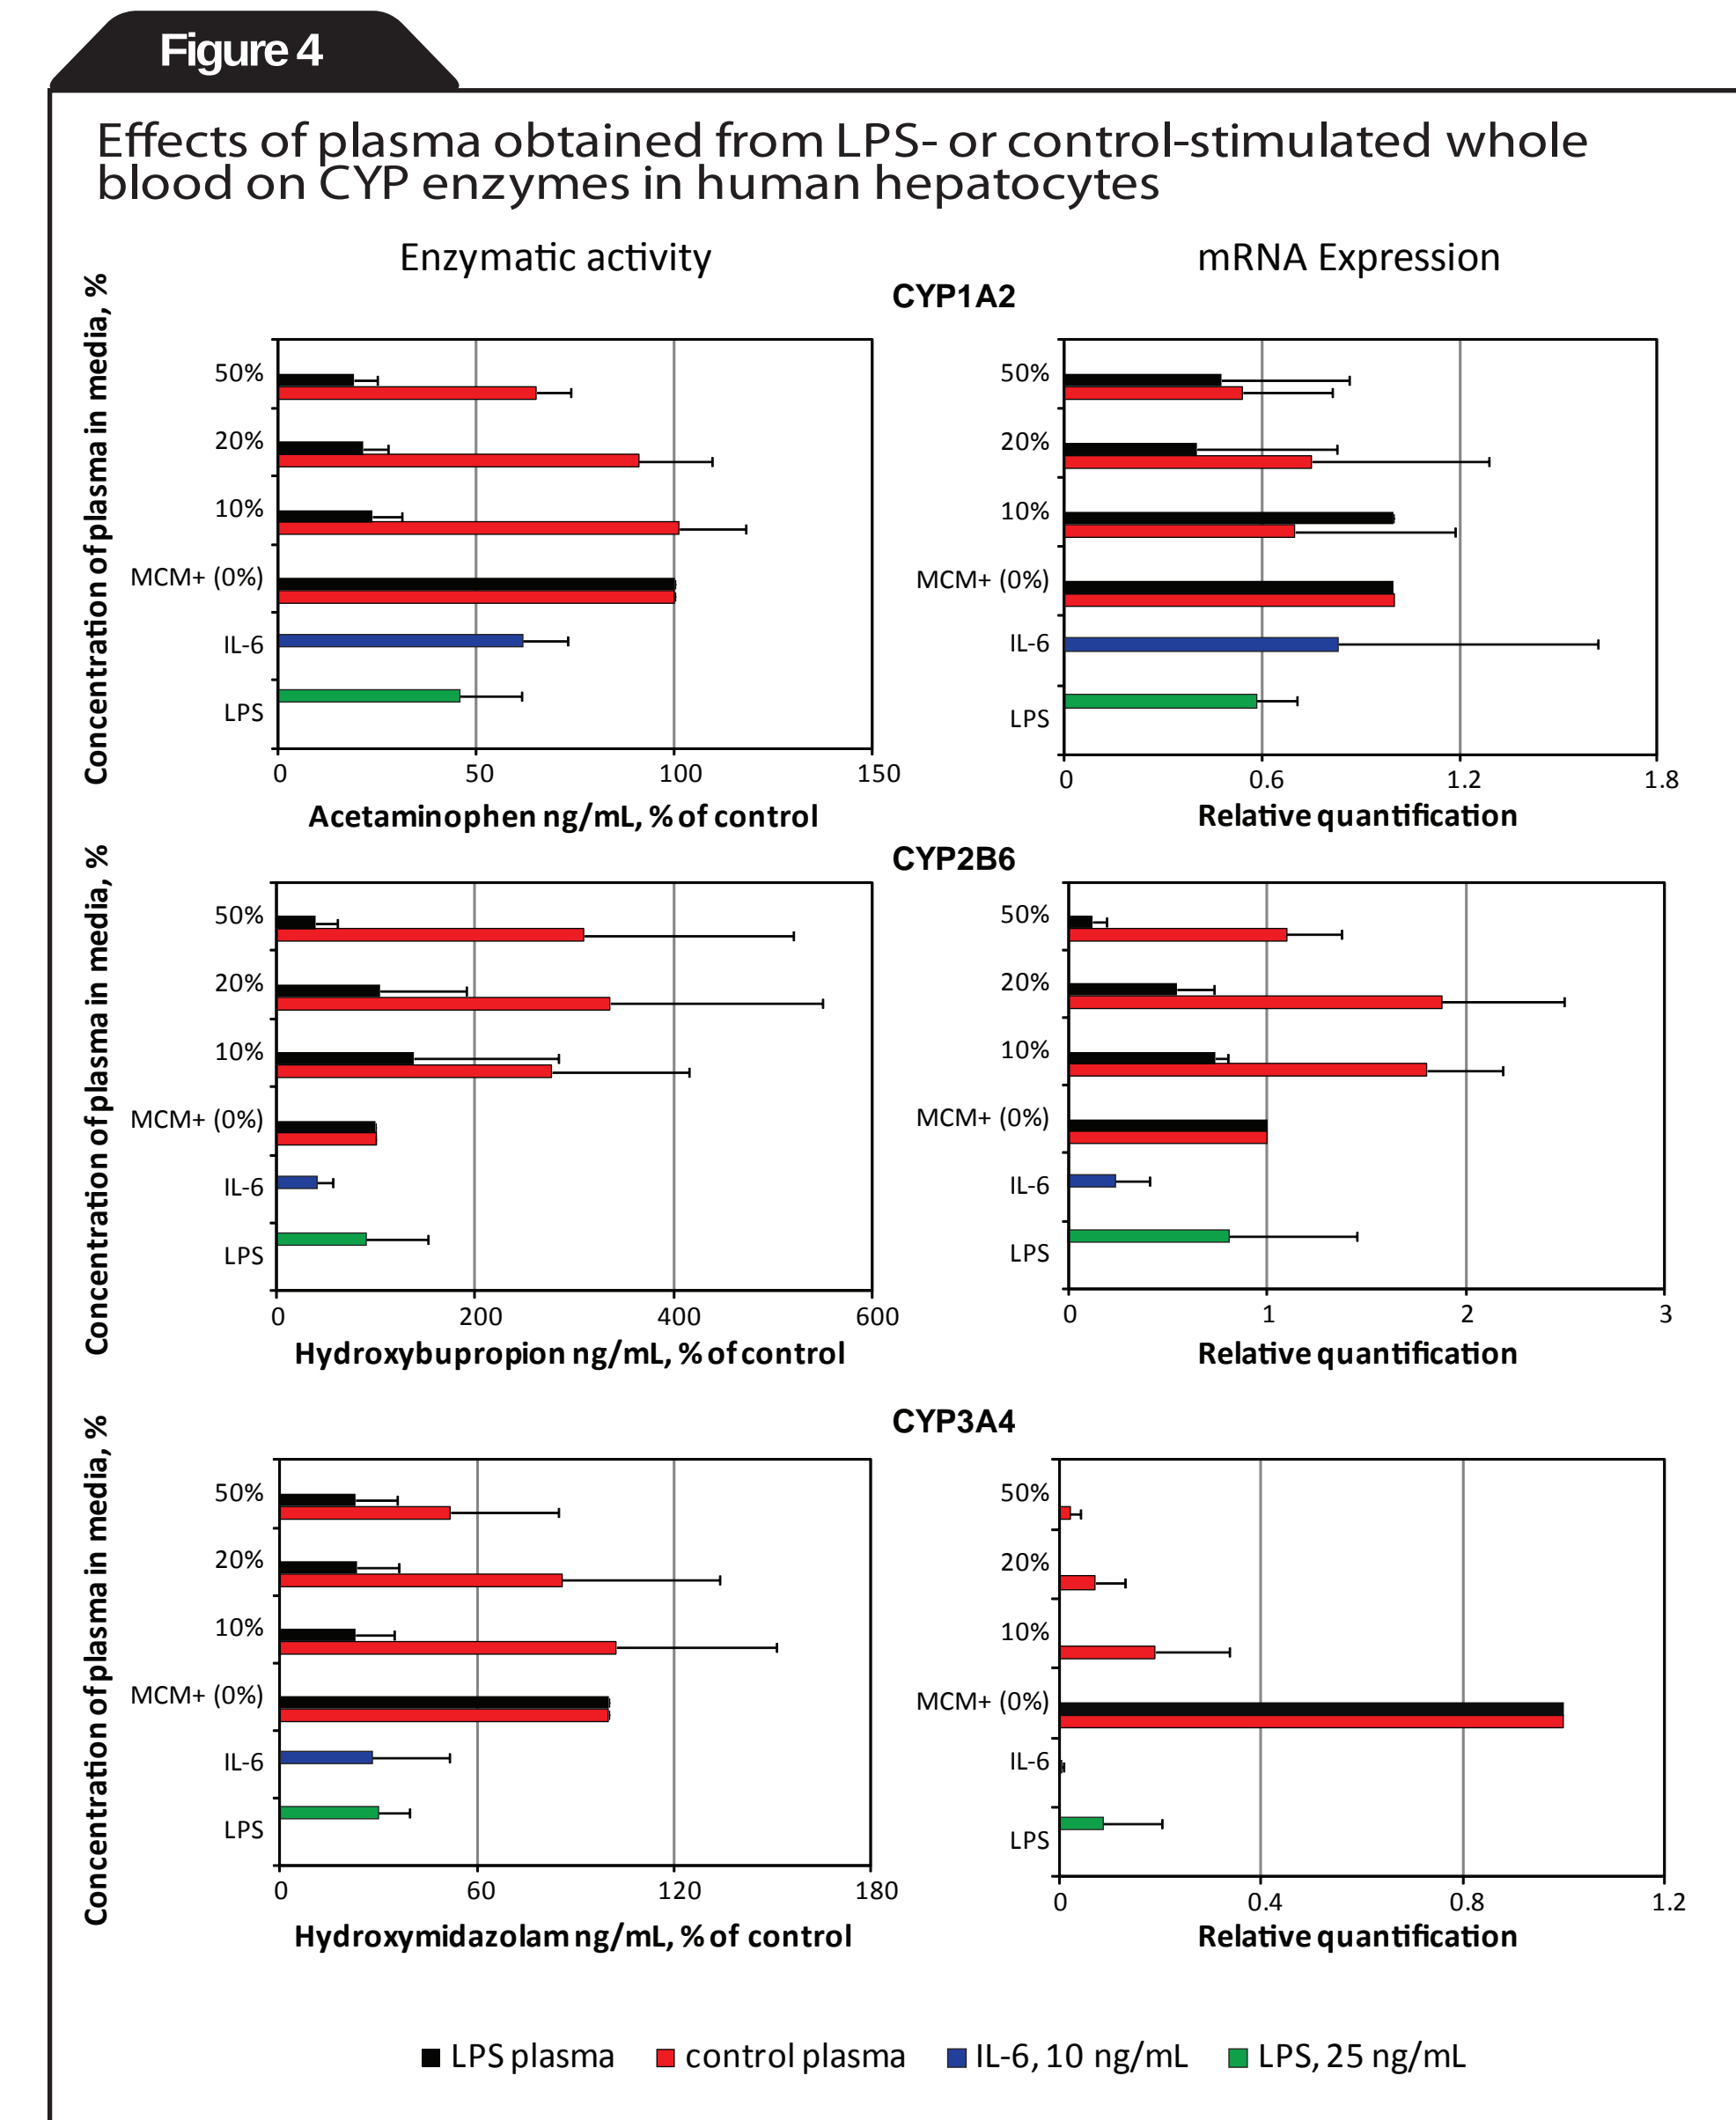 Figure 4
Effects of plasma obtained from LPS- or control-stimulated whole
blood on CYP enzymes in human hepatocytes
Enzymatic activity
mRNA Expression
CYP1A2
Concentration of plasma in media, %
50%
20%
10%
MCM+ (0%)
IL-6
LPS
0 50 100 150
Acetaminophen ng/mL, % of control
50%
20%
10%
MCM+ (0%)
IL-6
LPS
0 0.6 1.2 1.8
Relative quantification
CYP2B6
Concentration of plasma in media, %
50%
20%
10%
MCM+ (0%)
IL-6
LPS
0 200 400 600
Hydroxybupropion ng/mL, % of control
50%
20%
10%
MCM+ (0%)
IL-6
LPS
0 1 2 3
Relative quantification
CYP3A4
Concentration of plasma in media, %
50%
20%
10%
MCM+ (0%)
IL-6
LPS
0 60 120 180
Hydroxymidazolam ng/mL, % of control
50%
20%
10%
MCM+ (0%)
IL-6
LPS
0 0.4 0.8 1.2
Relative quantification
LPS plasma control plasma IL-6, 10 ng/mL LPS, 25 ng/mL